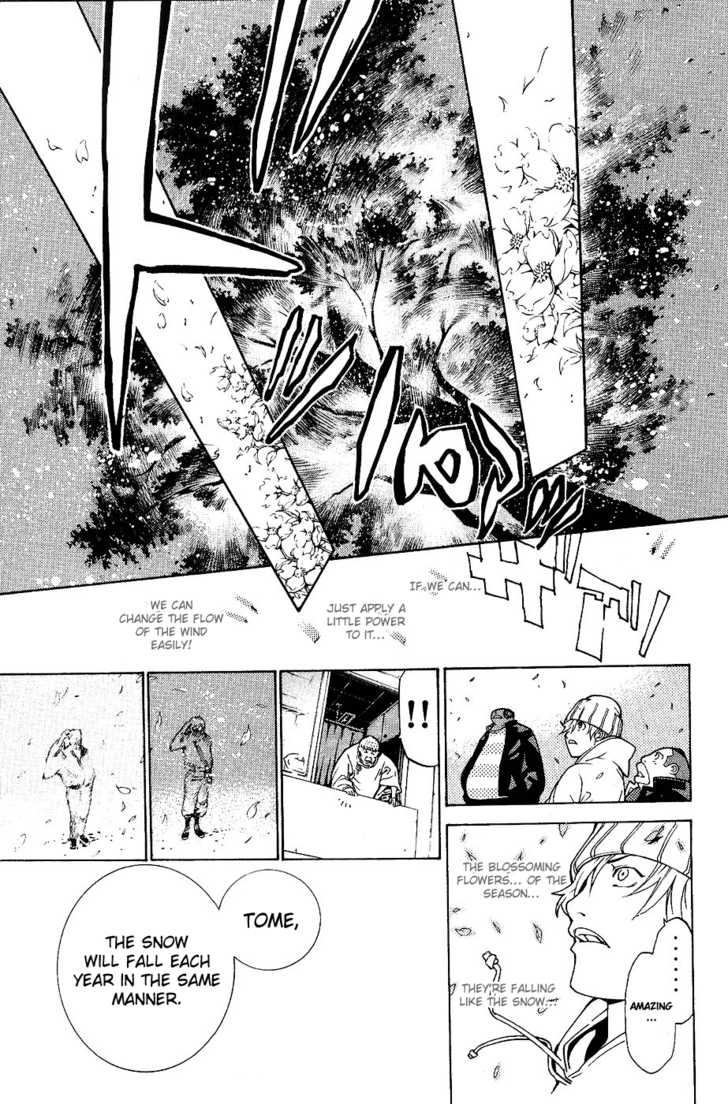 IF WE CAN...
JUST APPLY A
LITTLE POWER
TO IT...
WE CAN
CHANGE THE FLOW
OF THE WIND
EASILY!
!!
THE BLOSSOMING
FLOWERS... OF THE
SEASON...
THEY'RE FALLING
LIKE THE SNOW...
AMAZING
...
TOME,
THE SNOW
WILL FALL EACH
YEAR IN THE SAME
MANNER.